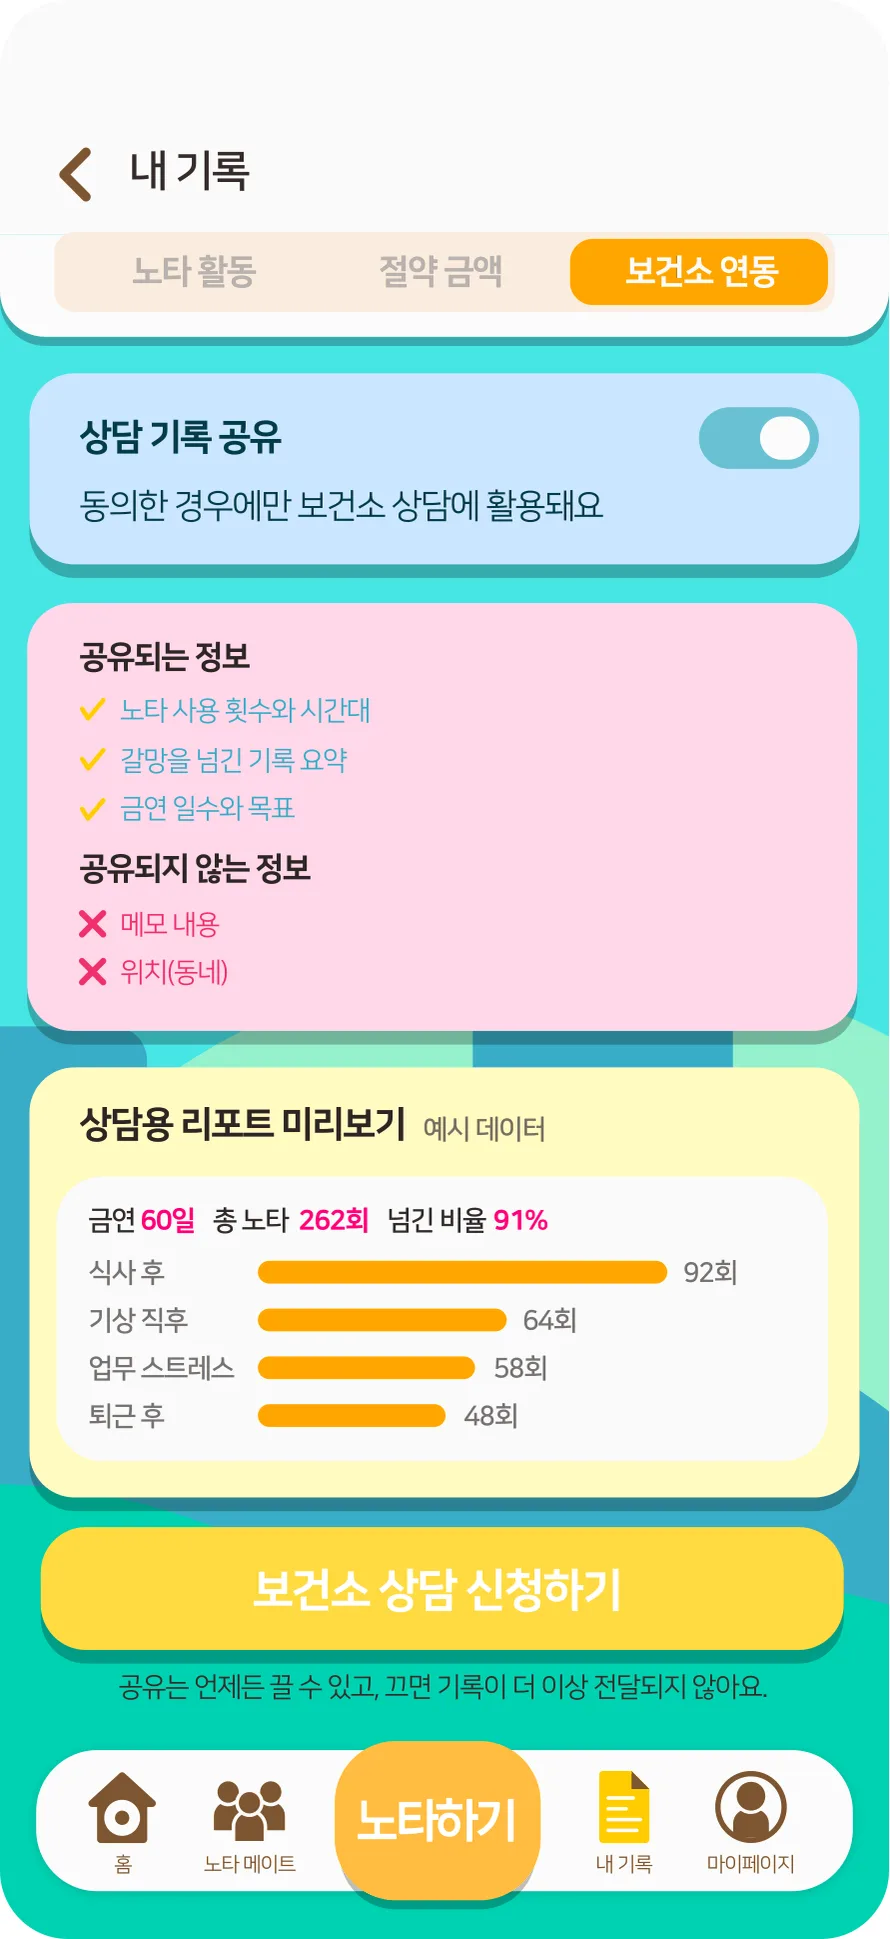 내 기록
노타 활동 절약 금액 보건소 연동
상담 기록 공유
동의한 경우에만 보건소 상담에 활용돼요
공유되는 정보
노타 사용 횟수와 시간대
갈망을 넘긴 기록 요약
금연 일수와 목표
공유되지 않는 정보
메모 내용
위치(동네)
상담용 리포트 미리보기 예시 데이터
금연 60일 총 노타 262회 넘긴 비율 91%
식사 후 92회
기상 직후 64회
업무 스트레스 58회
퇴근 후 48회
보건소 상담 신청하기
공유는 언제든 끌 수 있고, 끄면 기록이 더 이상 전달되지 않아요.
노타하기
홈 노타 메이트 내 기록 마이페이지